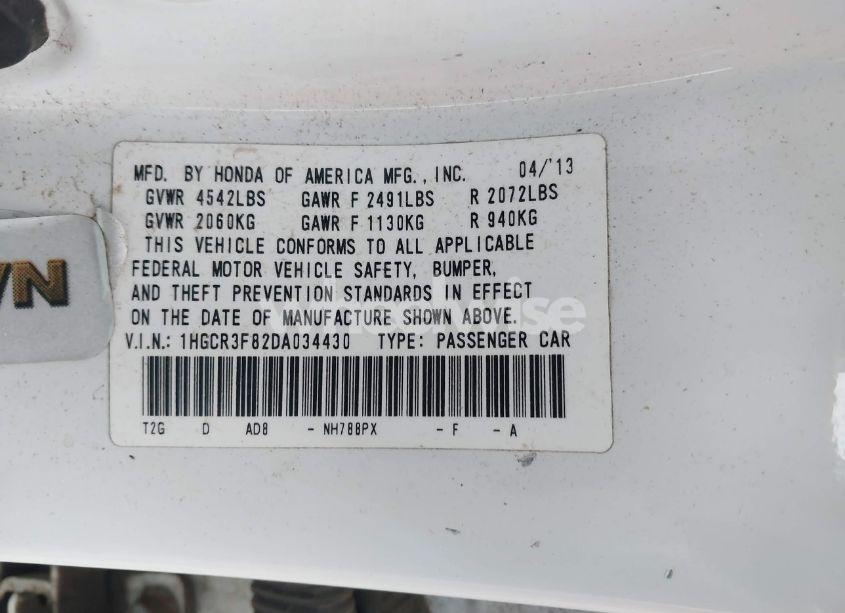 MFD. BY HONDA OF AMERICA MFG., INC. 04/'13
GVWR 4542LBS GAWR F 2491LBS R 2072LBS
GVWR 2060KG GAWR F 1130KG R 940KG
THIS VEHICLE CONFORMS TO ALL APPLICABLE
FEDERAL MOTOR VEHICLE SAFETY, BUMPER,
AND THEFT PREVENTION STANDARDS IN EFFECT
ON THE DATE OF MANUFACTURE SHOWN ABOVE.
V.I.N.: 1HGCR3F82DA034430 TYPE: PASSENGER CAR
T2G D AD8 - NH788PX - F - A
WN
Wheelwise